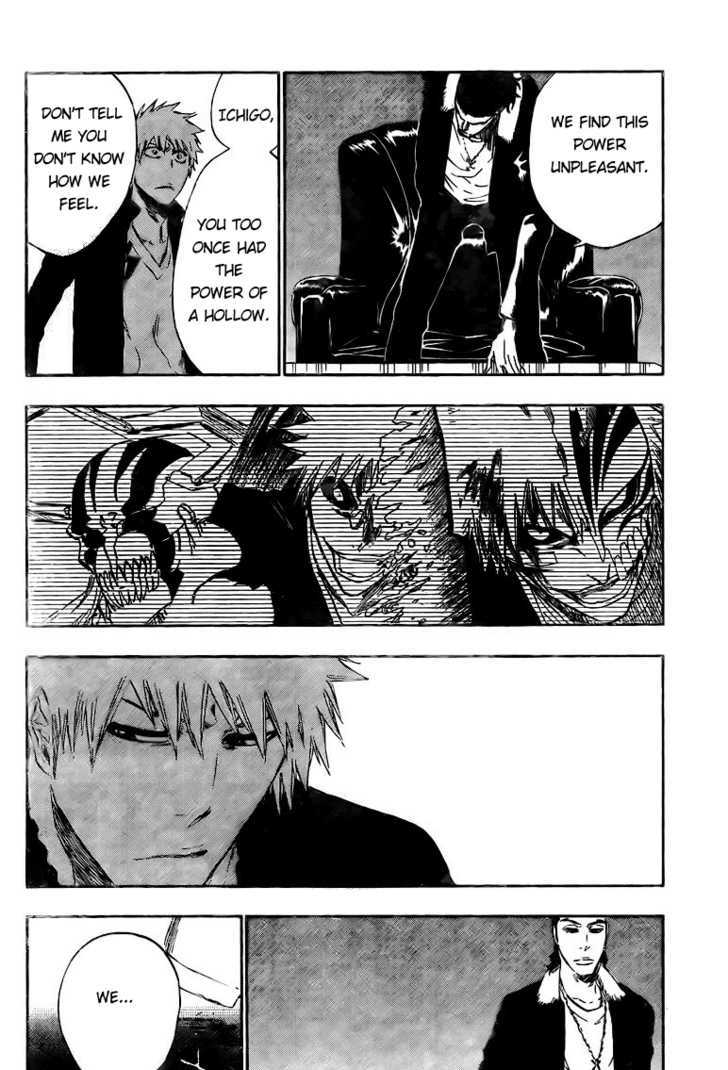 WE FIND THIS
POWER
UNPLEASANT.
ICHIGO,
YOU TOO
ONCE HAD
THE
POWER OF
A HOLLOW.
DON'T TELL
ME YOU
DON'T KNOW
HOW WE
FEEL.
WE...